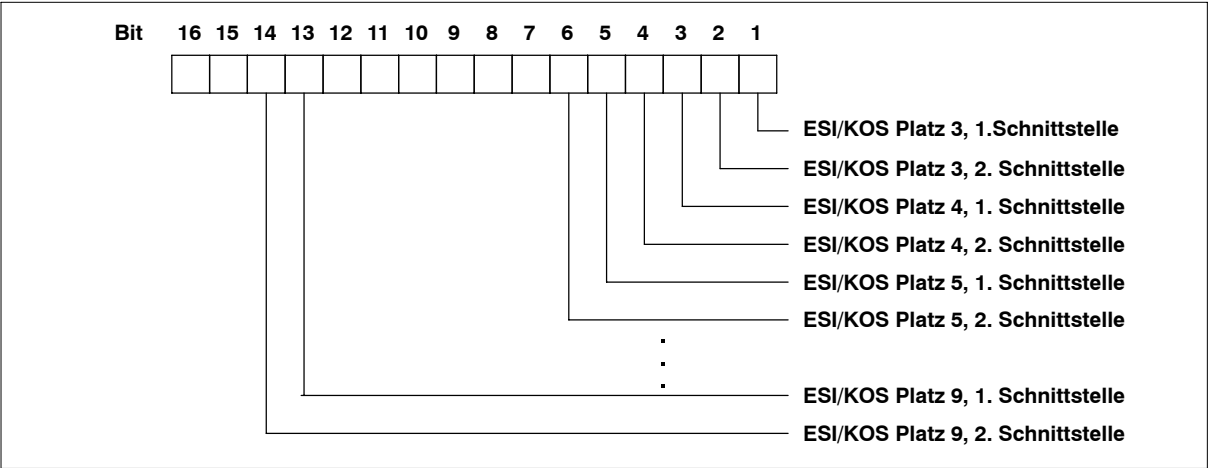 Bit 16 15 14 13 12 11 10 9 8 7 6 5 4 3 2 1
ESI/KOS Platz 3, 1.Schnittstelle
ESI/KOS Platz 3, 2. Schnittstelle
ESI/KOS Platz 4, 1. Schnittstelle
ESI/KOS Platz 4, 2. Schnittstelle
ESI/KOS Platz 5, 1. Schnittstelle
ESI/KOS Platz 5, 2. Schnittstelle
.
.
.
ESI/KOS Platz 9, 1. Schnittstelle
ESI/KOS Platz 9, 2. Schnittstelle